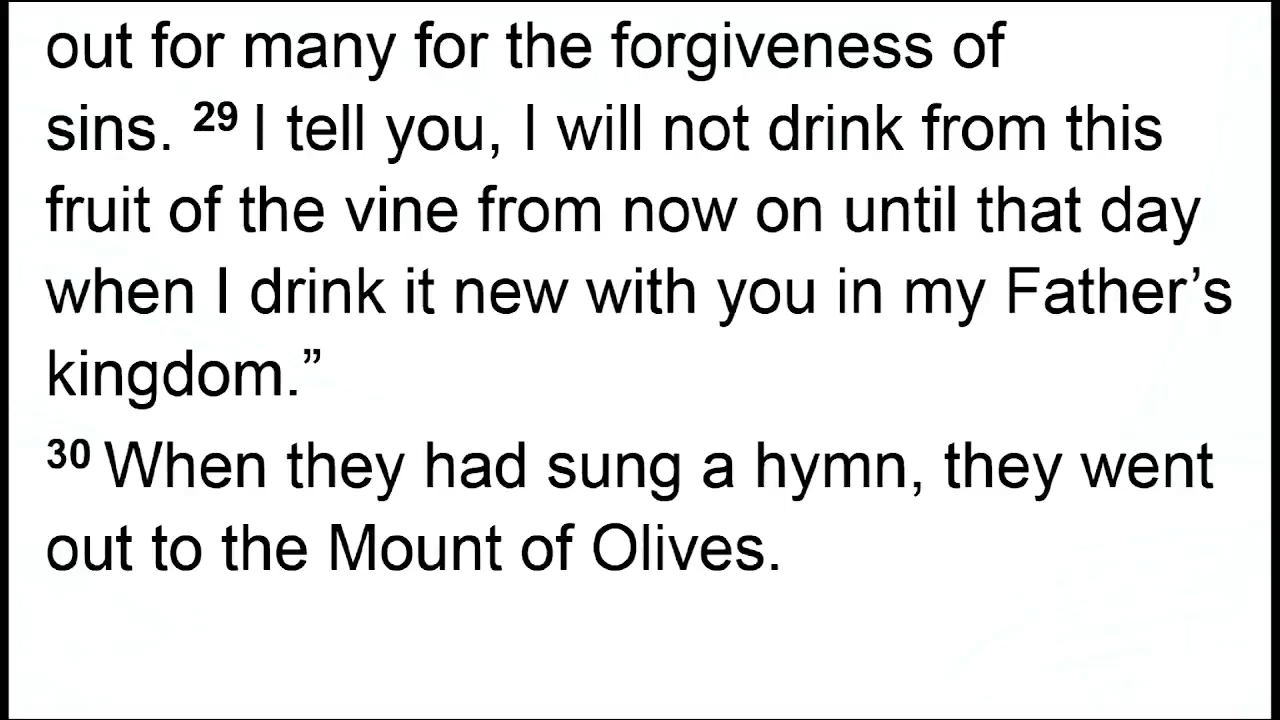 out for many for the forgiveness of
sins. 29 I tell you, I will not drink from this
fruit of the vine from now on until that day
when I drink it new with you in my Father’s
kingdom.”
30 When they had sung a hymn, they went
out to the Mount of Olives.